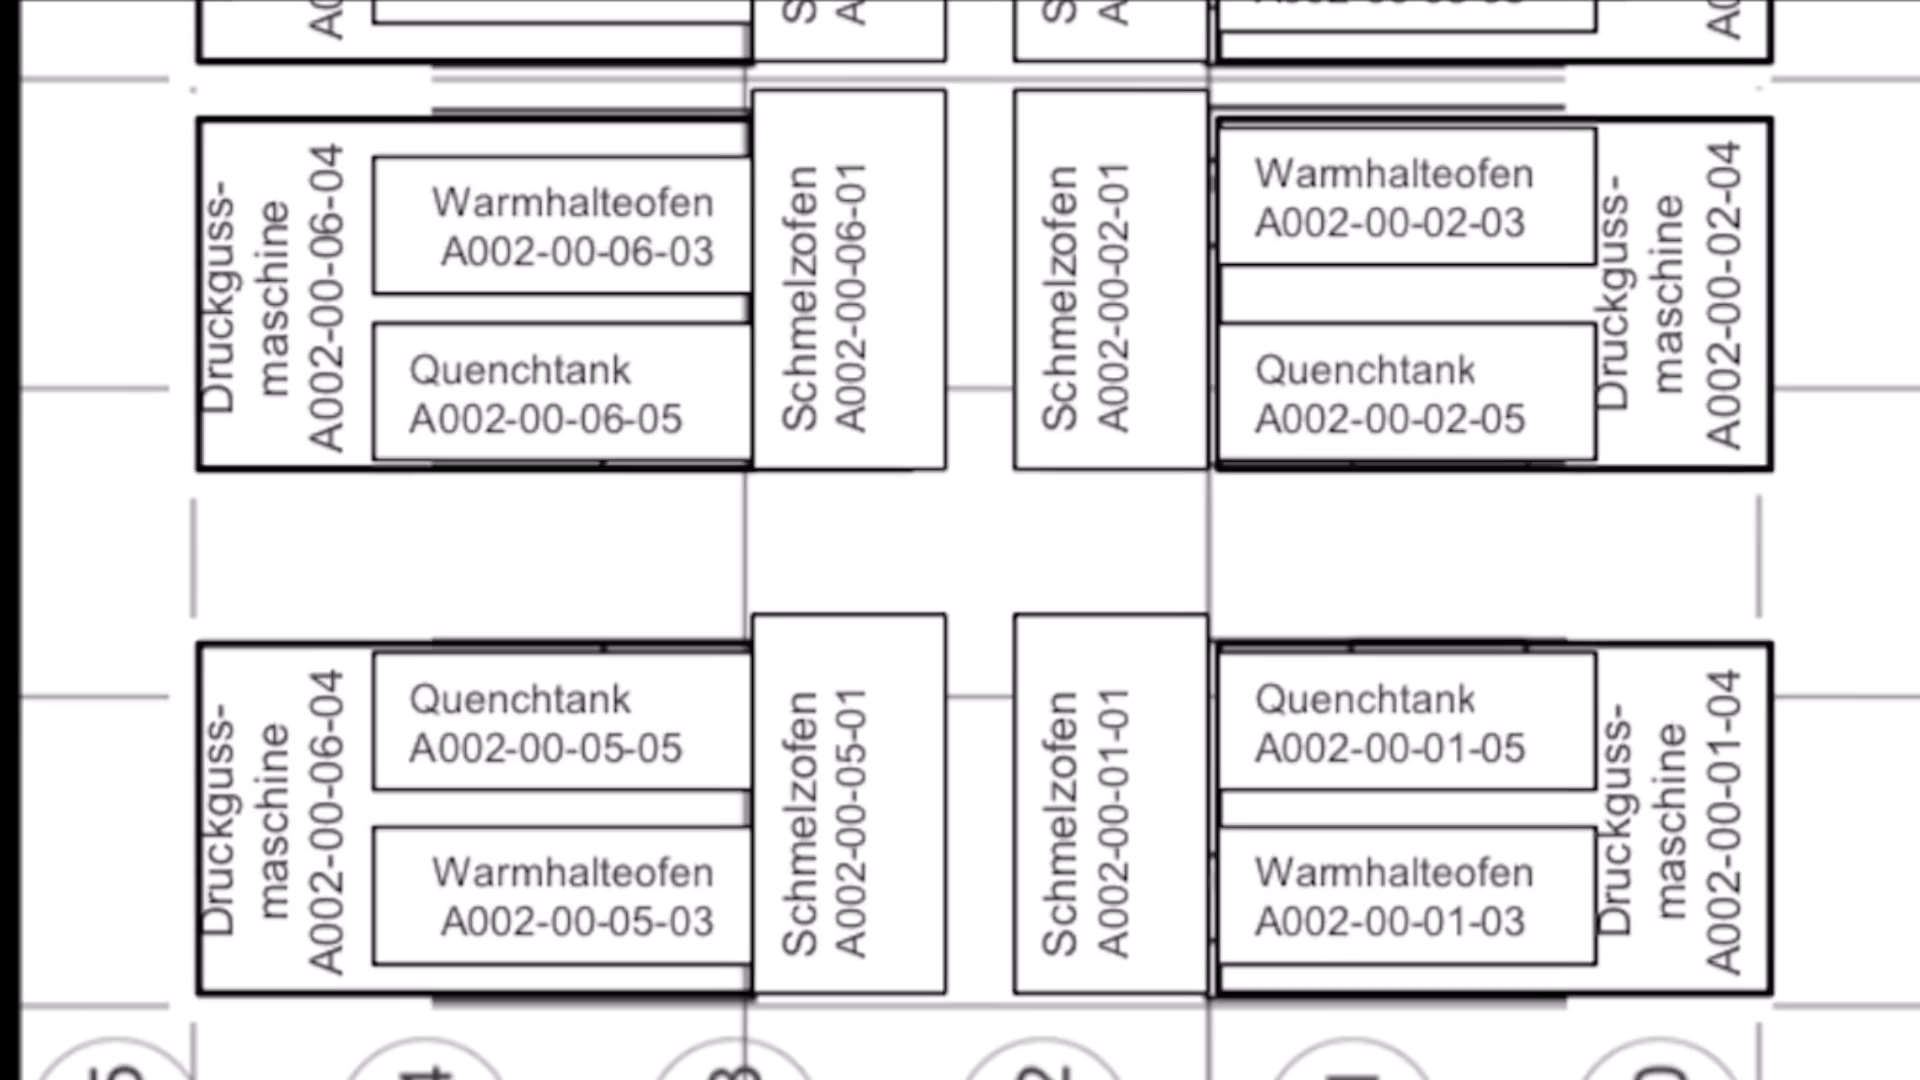 Druckguss-
maschine
A002-00-06-04
Warmhalteofen
A002-00-06-03
Quenchtank
A002-00-06-05
Schmelzofen
A002-00-06-01
Schmelzofen
A002-00-02-01
Warmhalteofen
A002-00-02-03
Quenchtank
A002-00-02-05
Druckguss-
maschine
A002-00-02-04
Druckguss-
maschine
A002-00-06-04
Quenchtank
A002-00-05-05
Warmhalteofen
A002-00-05-03
Schmelzofen
A002-00-05-01
Schmelzofen
A002-00-01-01
Quenchtank
A002-00-01-05
Warmhalteofen
A002-00-01-03
Druckguss-
maschine
A002-00-01-04